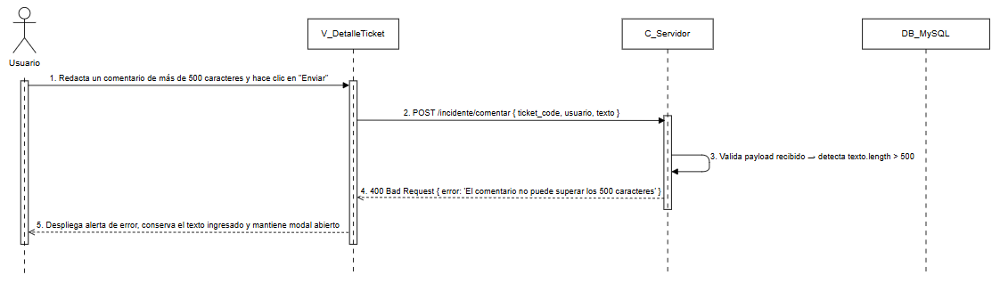 V_DetalleTicket
C_Servidor
DB_MySQL
Usuario
1. Redacta un comentario de más de 500 caracteres y hace clic en "Enviar"
2. POST /incidente/comentar { ticket_code, usuario, texto }
3. Valida payload recibido → detecta texto.length > 500
4. 400 Bad Request { error: 'El comentario no puede superar los 500 caracteres' }
5. Despliega alerta de error, conserva el texto ingresado y mantiene modal abierto